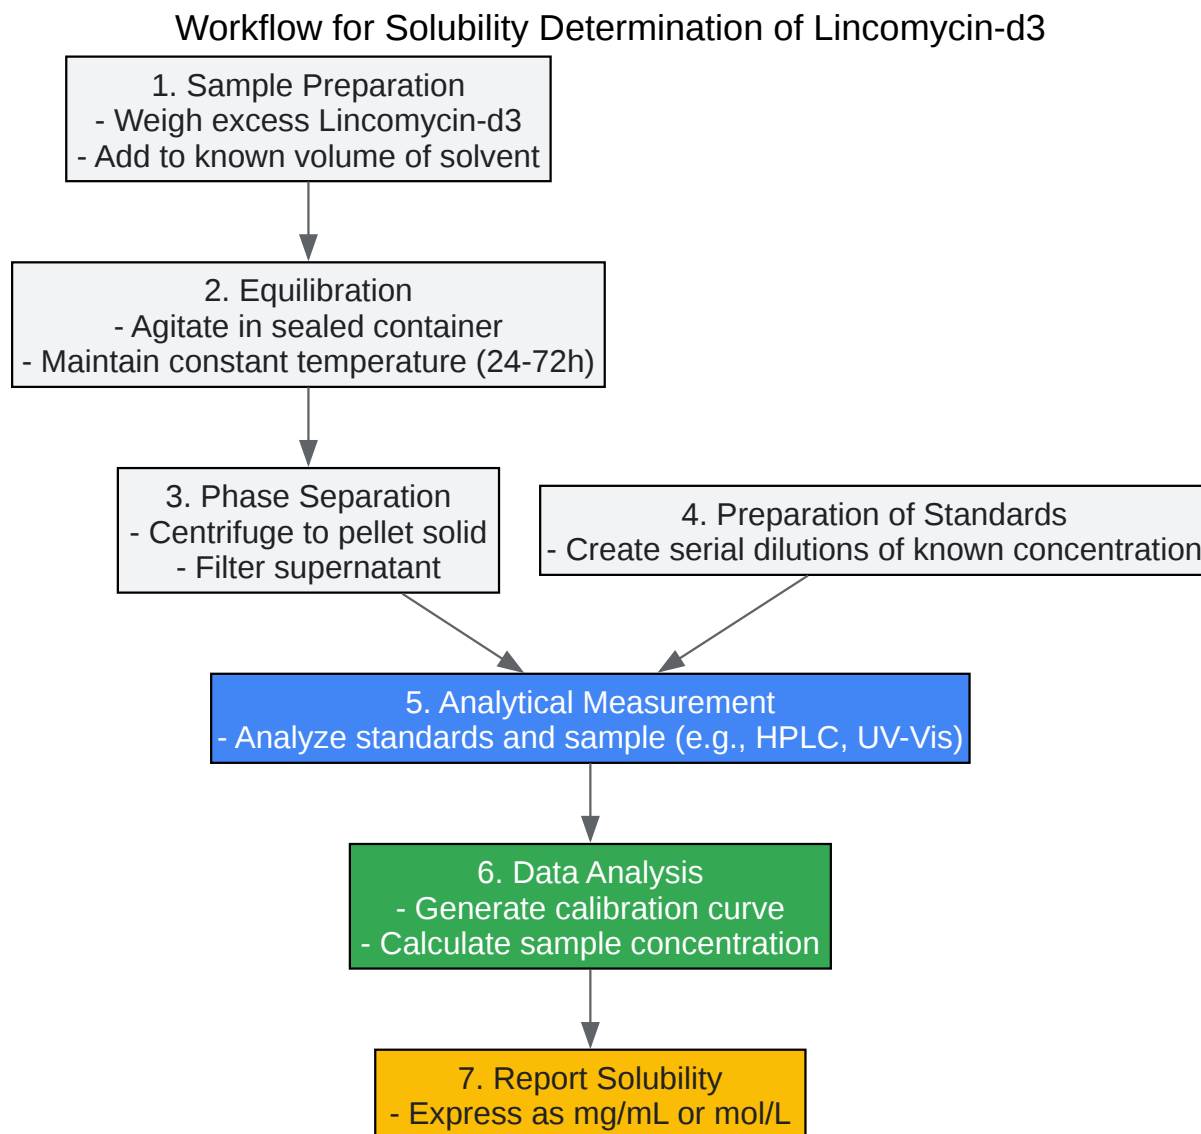 Workflow for Solubility Determination of Lincomycin-d3
1. Sample Preparation
- Weigh excess Lincomycin-d3
- Add to known volume of solvent
2. Equilibration
- Agitate in sealed container
- Maintain constant temperature (24-72h)
3. Phase Separation
- Centrifuge to pellet solid
- Filter supernatant
4. Preparation of Standards
- Create serial dilutions of known concentration
5. Analytical Measurement
- Analyze standards and sample (e.g., HPLC, UV-Vis)
6. Data Analysis
- Generate calibration curve
- Calculate sample concentration
7. Report Solubility
- Express as mg/mL or mol/L